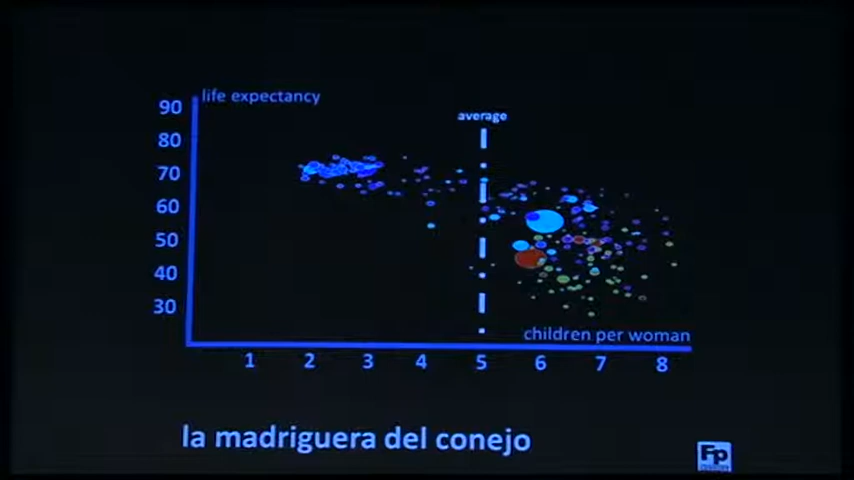 life expectancy
90
average
80
70
60
50
40
30
children per woman
1 2 3 4 5 6 7 8
la madriguera del conejo
Fp